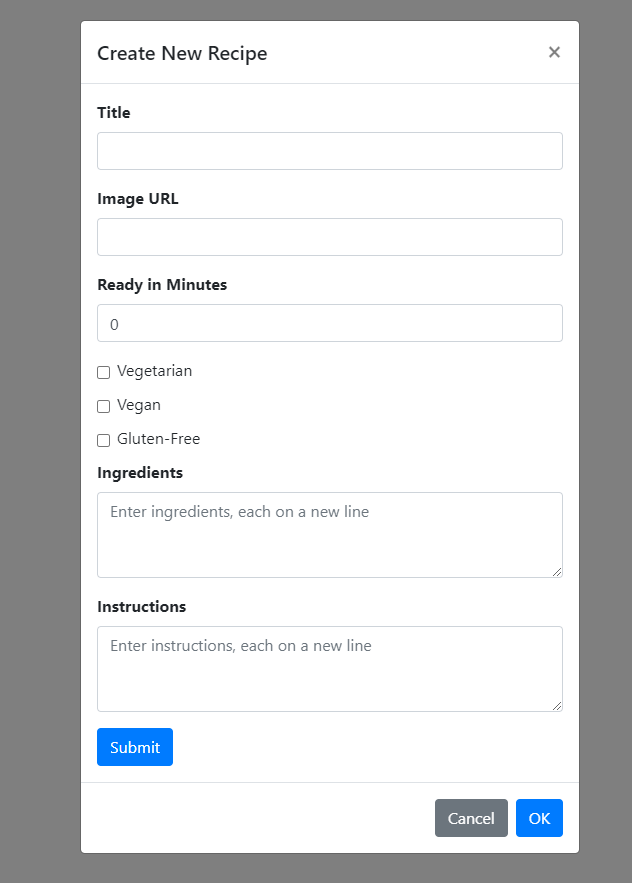 Create New Recipe ×
Title
Image URL
Ready in Minutes
0
Vegetarian
Vegan
Gluten-Free
Ingredients
Enter ingredients, each on a new line
Instructions
Enter instructions, each on a new line
Submit
Cancel OK